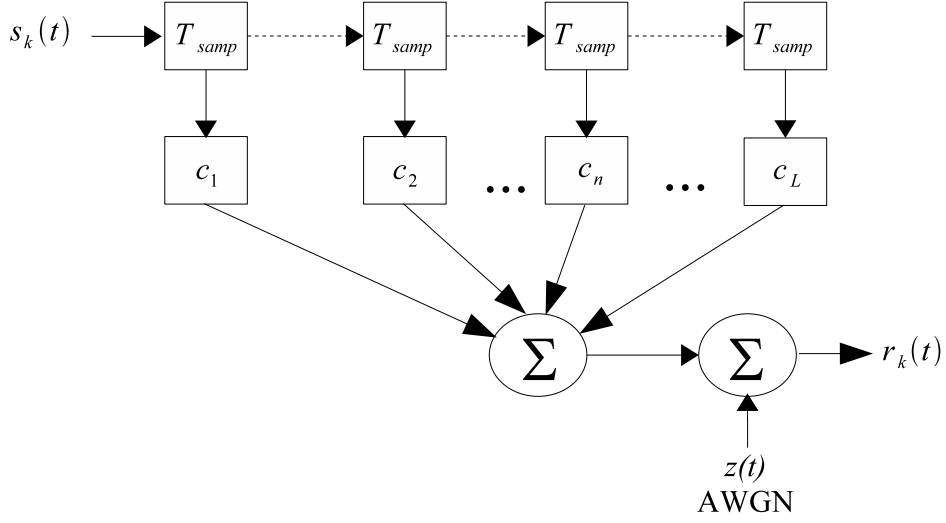 s_k(t) T_samp T_samp T_samp T_samp
c_1 c_2 ... c_n ... c_L
Σ Σ r_k(t)
z(t)
AWGN